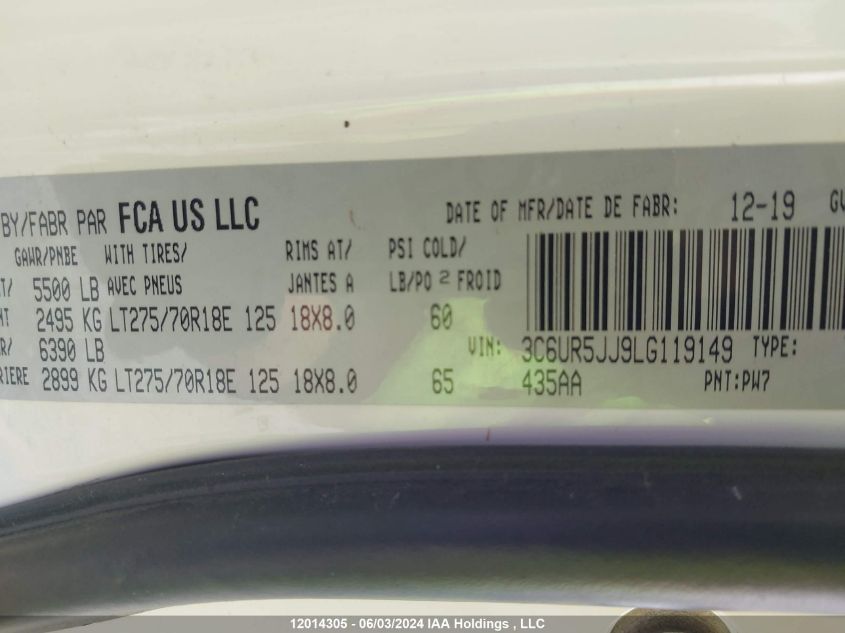 BY/FABR PAR FCA US LLC DATE OF MFR/DATE DE FABR: 12-19
GAWR/PNBE WITH TIRES/ RIMS AT/ PSI COLD/
5500 LB AVEC PNEUS JANTES A LB/PO 2 FROID
2495 KG LT275/70R18E 125 18X8.0 60
6390 LB VIN: 3C6UR5JJ9LG119149 TYPE:
2899 KG LT275/70R18E 125 18X8.0 65 435AA PNT:PW7
12014305 - 06/03/2024 IAA Holdings , LLC